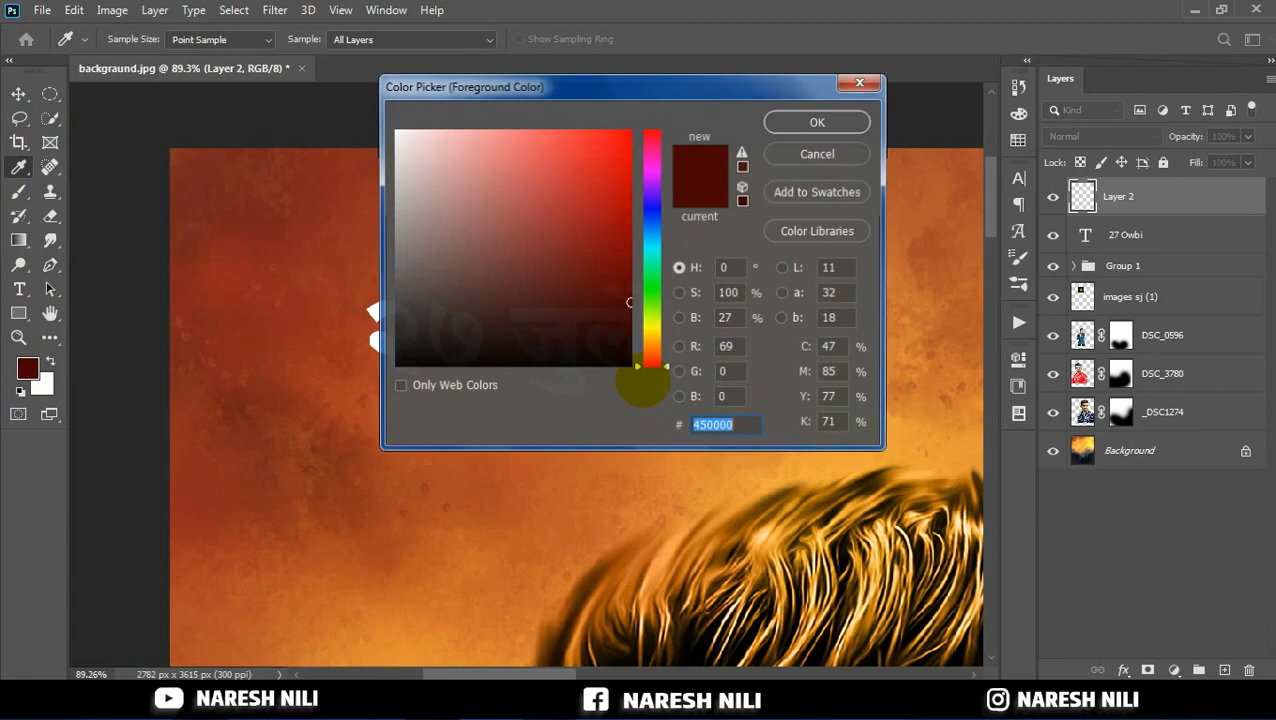 Ps File Edit Image Layer Type Select Filter 3D View Window Help
Sample Size: Point Sample Sample: All Layers Show Sampling Ring
background.jpg @ 89.3% (Layer 2, RGB/8) * ×
Color Picker (Foreground Color)
new
current
OK
Cancel
Add to Swatches
Color Libraries
H: 0 ° L: 11
S: 100 % a: 32
B: 27 % b: 18
R: 69 C: 47 %
G: 0 M: 85 %
B: 0 Y: 77 %
# 450000 K: 71 %
Only Web Colors
Layers
Kind
Normal Opacity: 100%
Lock: Fill: 100%
Layer 2
27 Owbi
Group 1
images sj (1)
DSC_0596
DSC_3780
_DSC1274
Background
89.26% 2782 px x 3615 px (300 ppi)
NARESH NILI NARESH NILI NARESH NILI